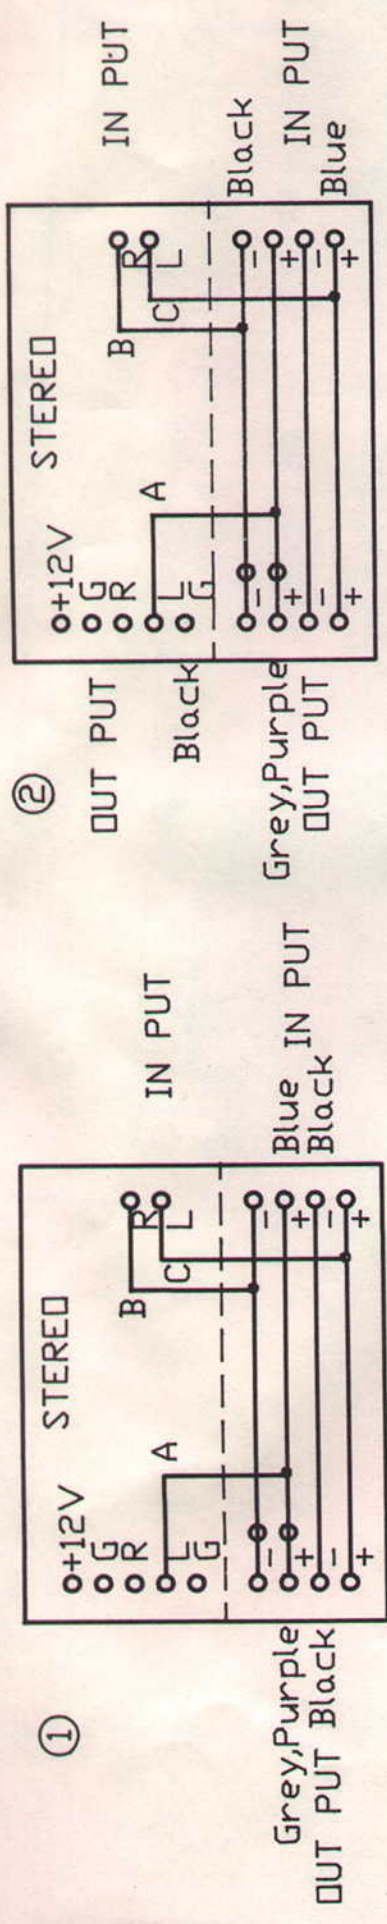 ①
STEREO
+12V
G
R
L
G
A
B
C
R
L
IN PUT
-
+
-
+
-
+
-
+
Grey,Purple
OUT PUT Black
Blue IN PUT
Black
②
OUT PUT
STEREO
+12V
G
R
L
G
A
B
C
R
L
IN PUT
Black
-
+
-
+
-
+
-
+
Grey,Purple
OUT PUT
Black
IN PUT
Blue